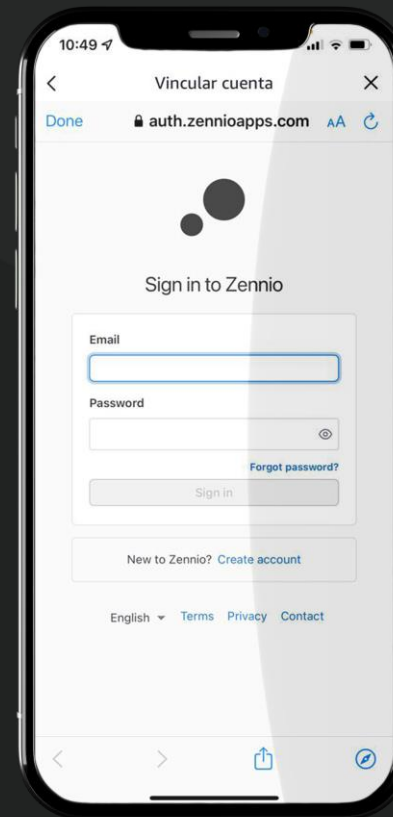 10:49
Vincular cuenta
Done auth.zennioapps.com AA
Sign in to Zennio
Email
Password
Forgot password?
Sign in
New to Zennio? Create account
English Terms Privacy Contact